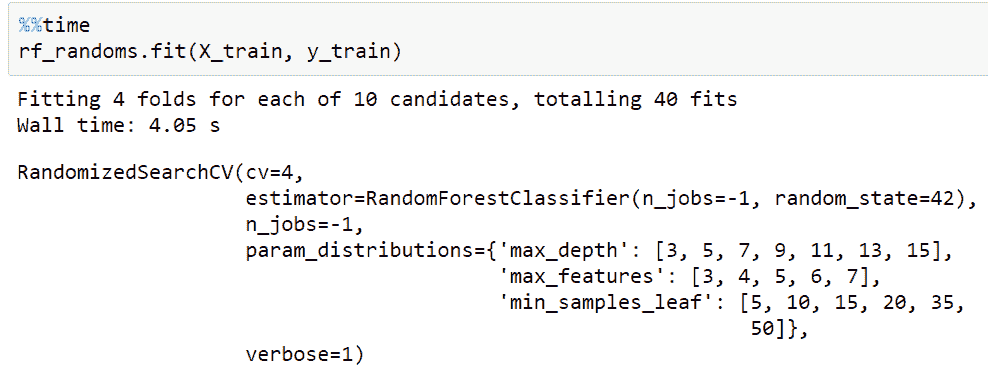 %%time
rf_randoms.fit(X_train, y_train)
Fitting 4 folds for each of 10 candidates, totalling 40 fits
Wall time: 4.05 s
RandomizedSearchCV(cv=4,
estimator=RandomForestClassifier(n_jobs=-1, random_state=42),
n_jobs=-1,
param_distributions={'max_depth': [3, 5, 7, 9, 11, 13, 15],
'max_features': [3, 4, 5, 6, 7],
'min_samples_leaf': [5, 10, 15, 20, 35,
50]},
verbose=1)